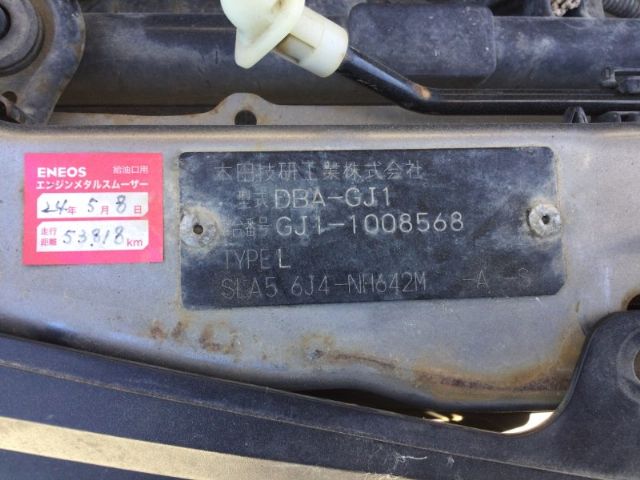 ENEOS 給油口用
エンジンメタルスムーザー
24年 5月 8日
走行距離 53,818 km
本田技研工業株式会社
型式 DBA-GJ1
車台番号 GJ1-1008568
TYPE L
SLA5 6J4-NH642M -A -S